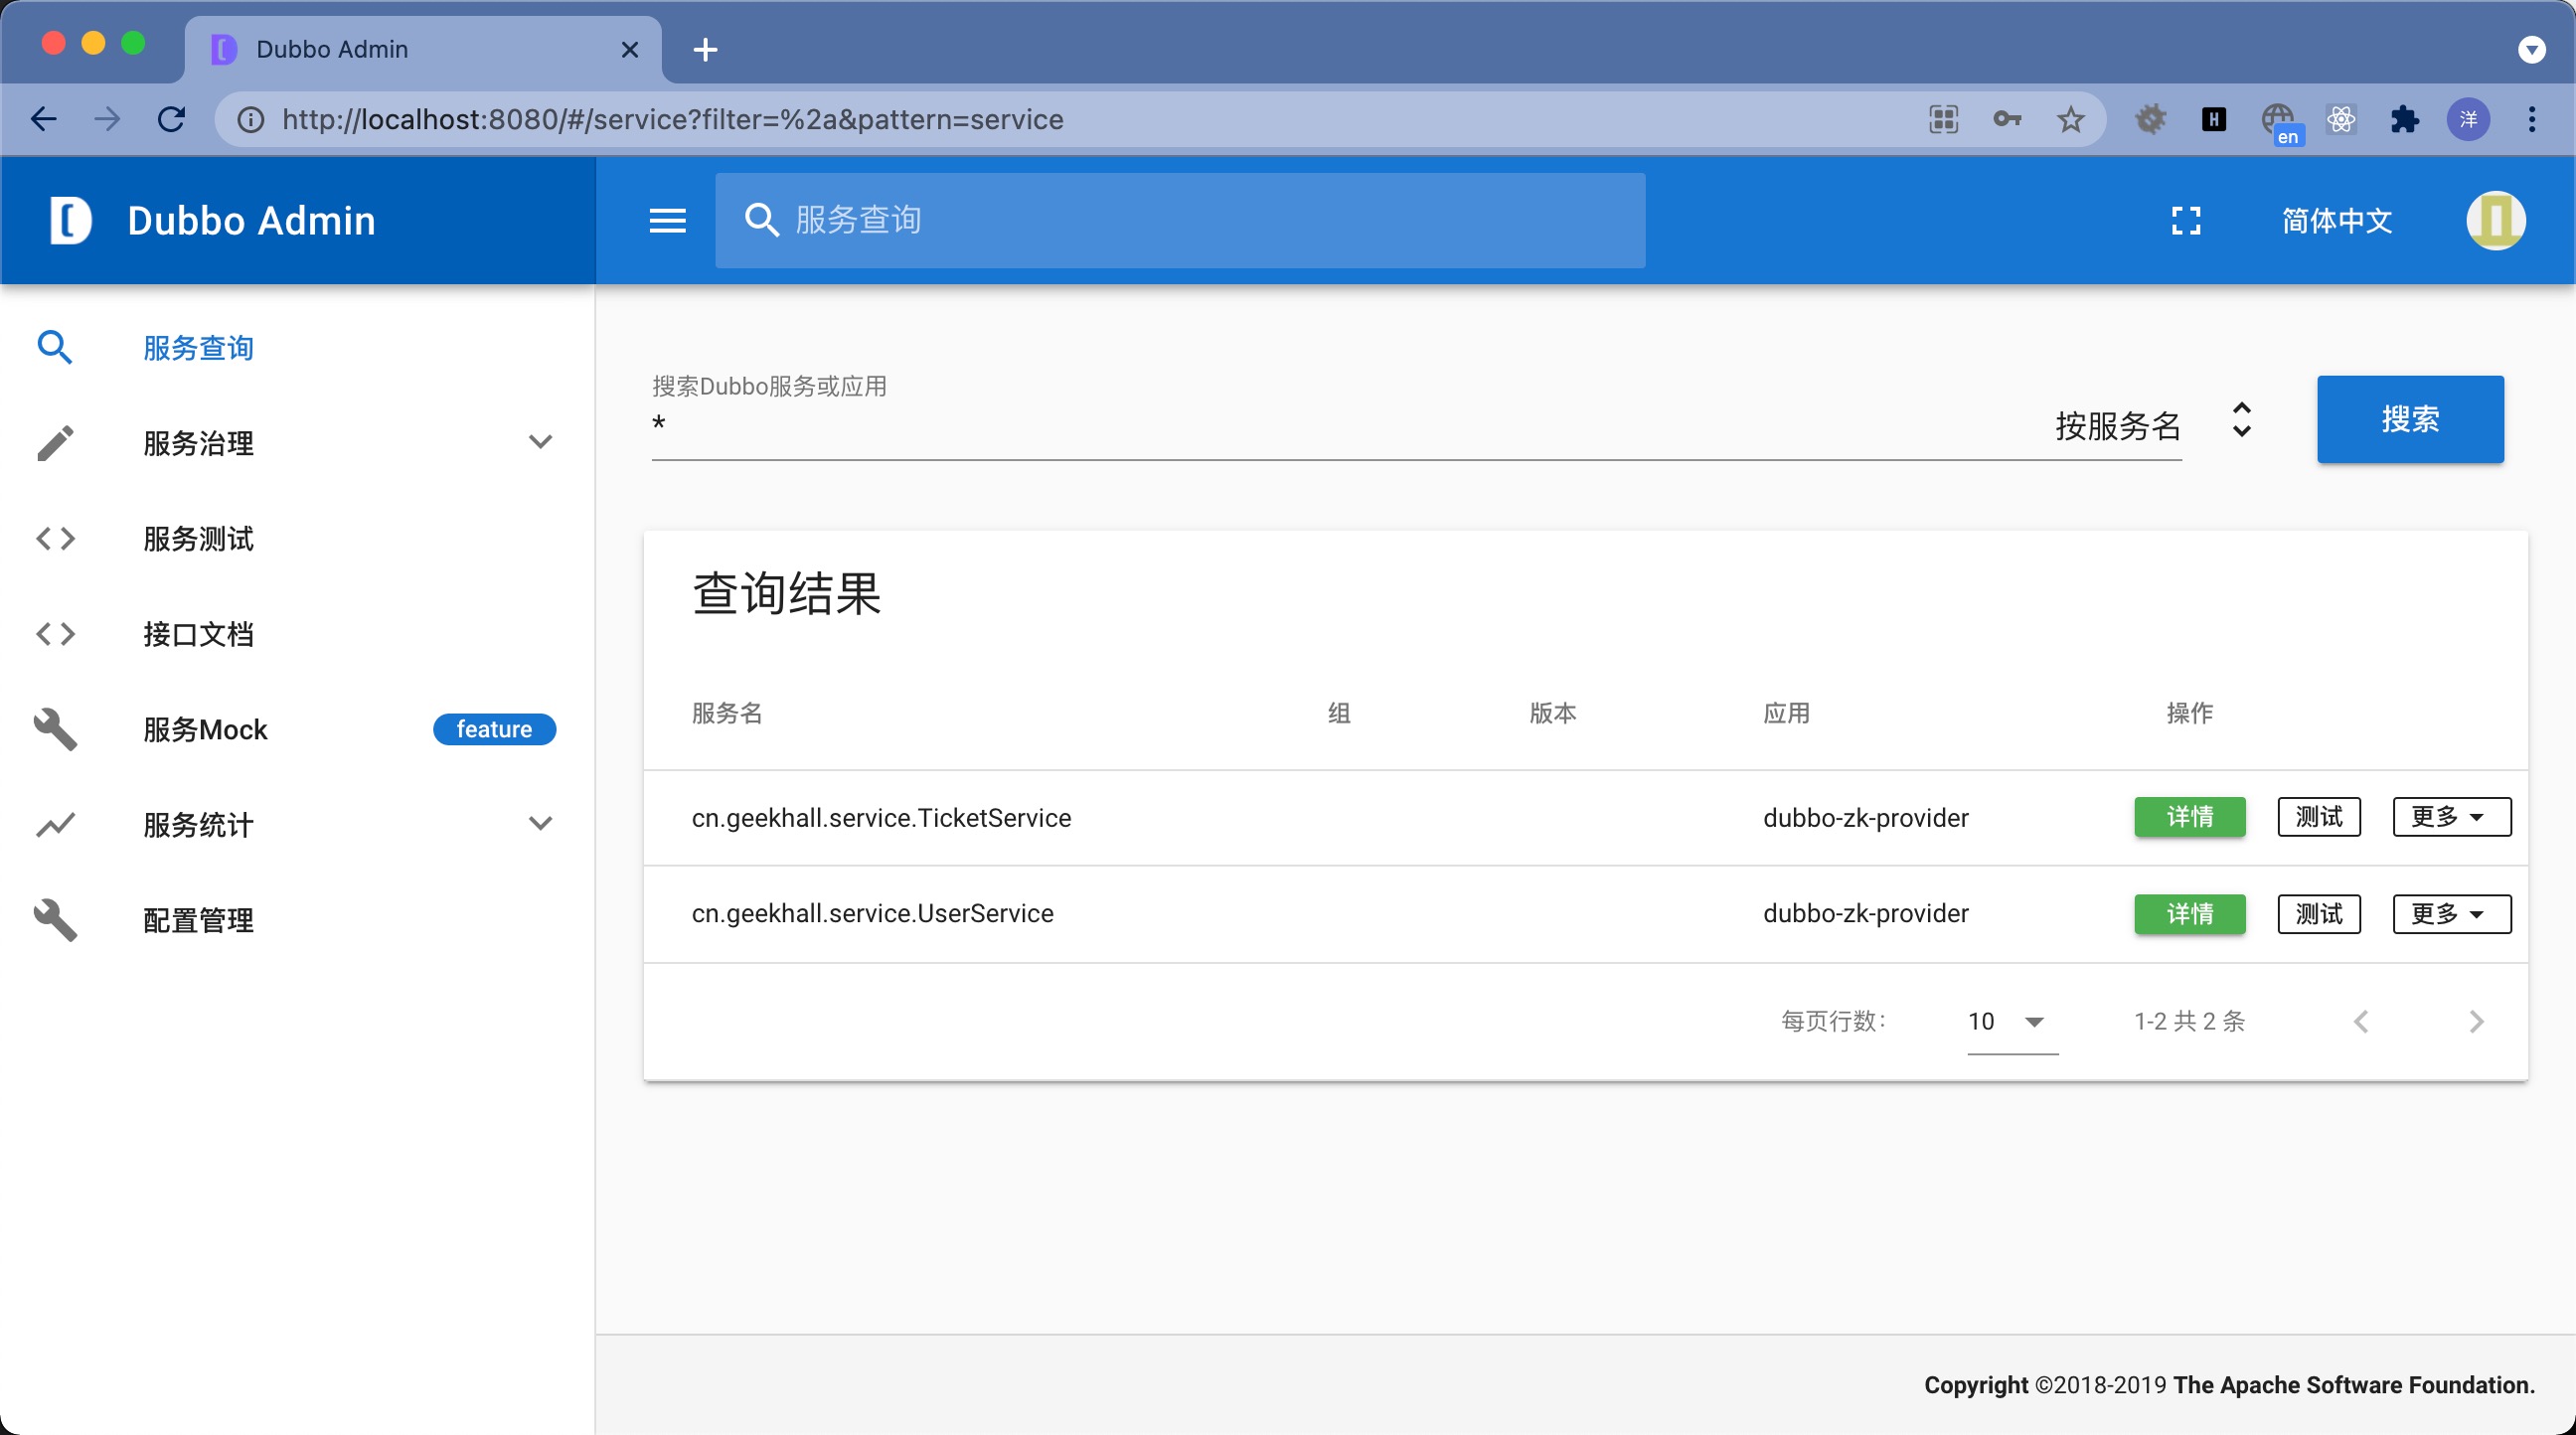 Dubbo Admin
http://localhost:8080/#/service?filter=%2a&pattern=service
en
洋
Dubbo Admin
服务查询
简体中文
服务查询
服务治理
服务测试
接口文档
服务Mock feature
服务统计
配置管理
搜索Dubbo服务或应用
* 按服务名 搜索
查询结果
服务名 组 版本 应用 操作
cn.geekhall.service.TicketService dubbo-zk-provider 详情 测试 更多
cn.geekhall.service.UserService dubbo-zk-provider 详情 测试 更多
每页行数: 10 1-2 共 2 条
Copyright ©2018-2019 The Apache Software Foundation.